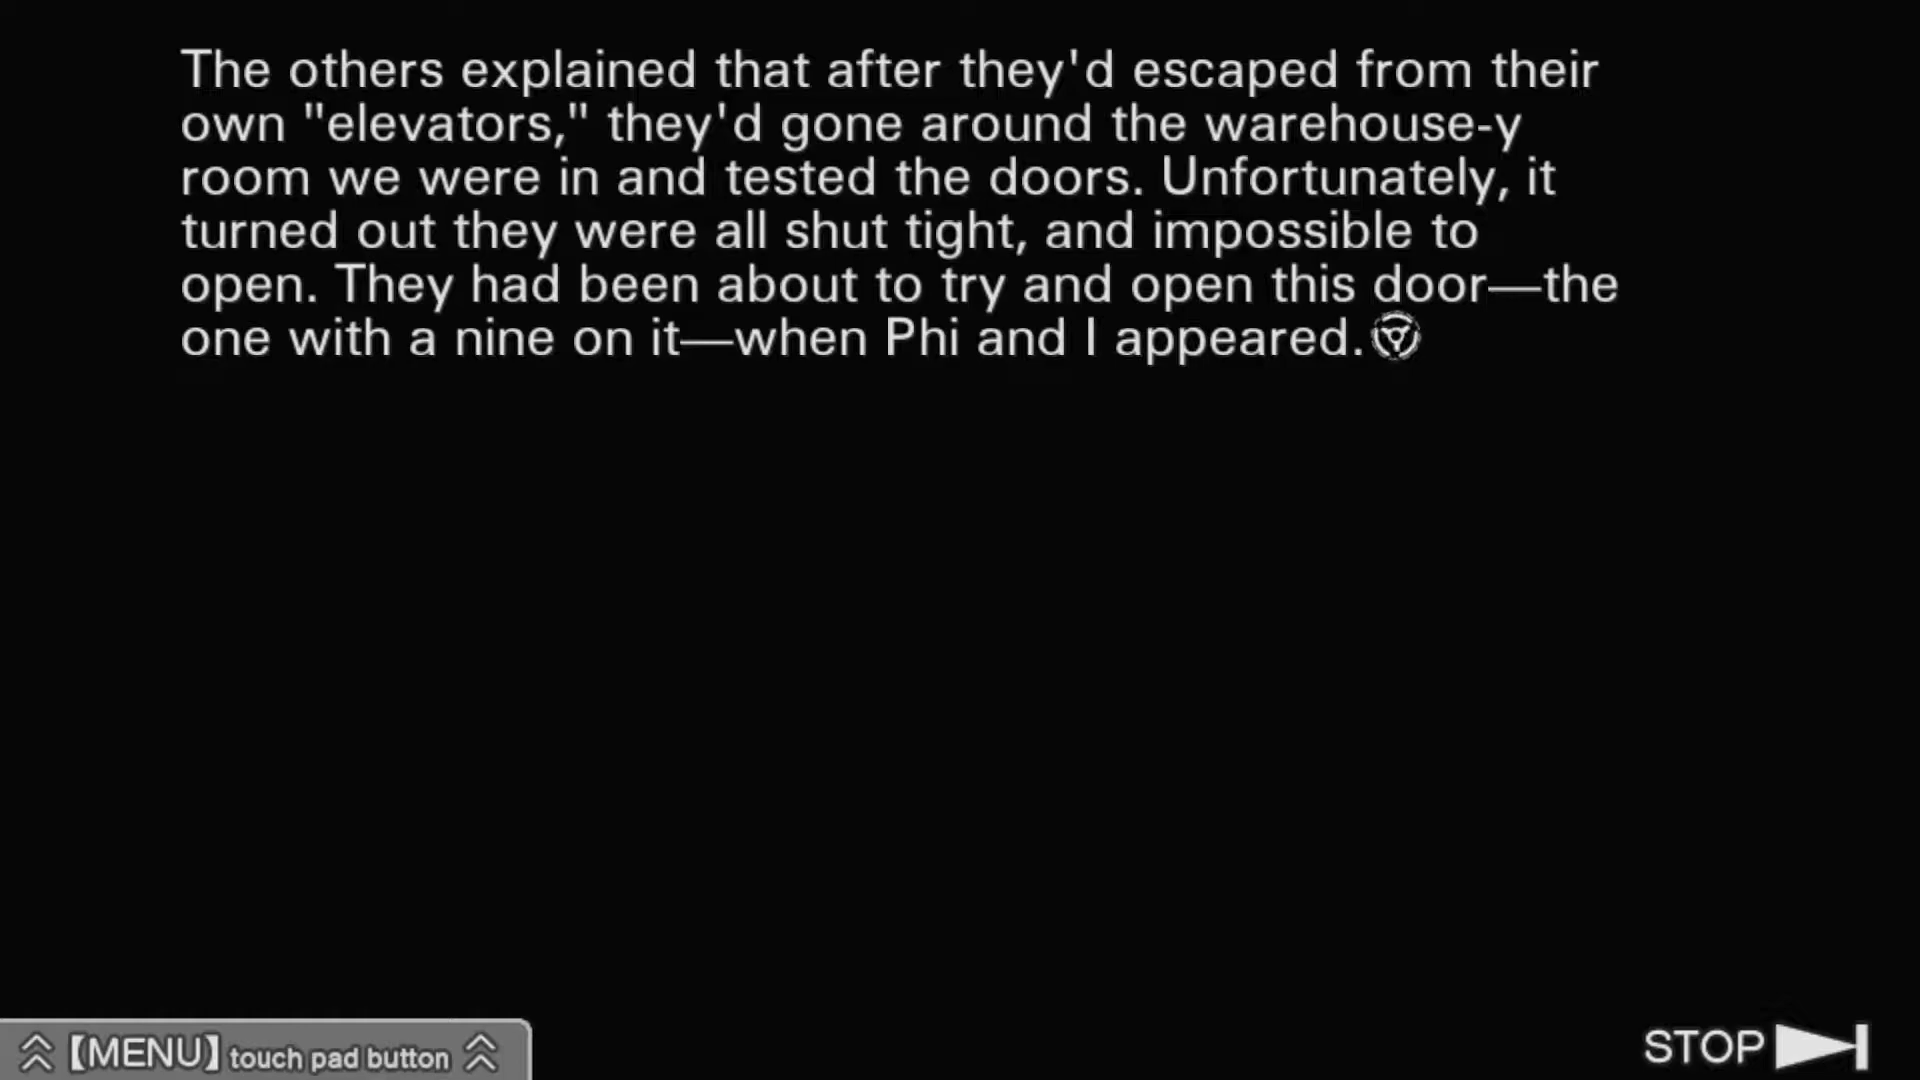 The others explained that after they'd escaped from their
own "elevators," they'd gone around the warehouse-y
room we were in and tested the doors. Unfortunately, it
turned out they were all shut tight, and impossible to
open. They had been about to try and open this door—the
one with a nine on it—when Phi and I appeared.
【MENU】 touch pad button
STOP